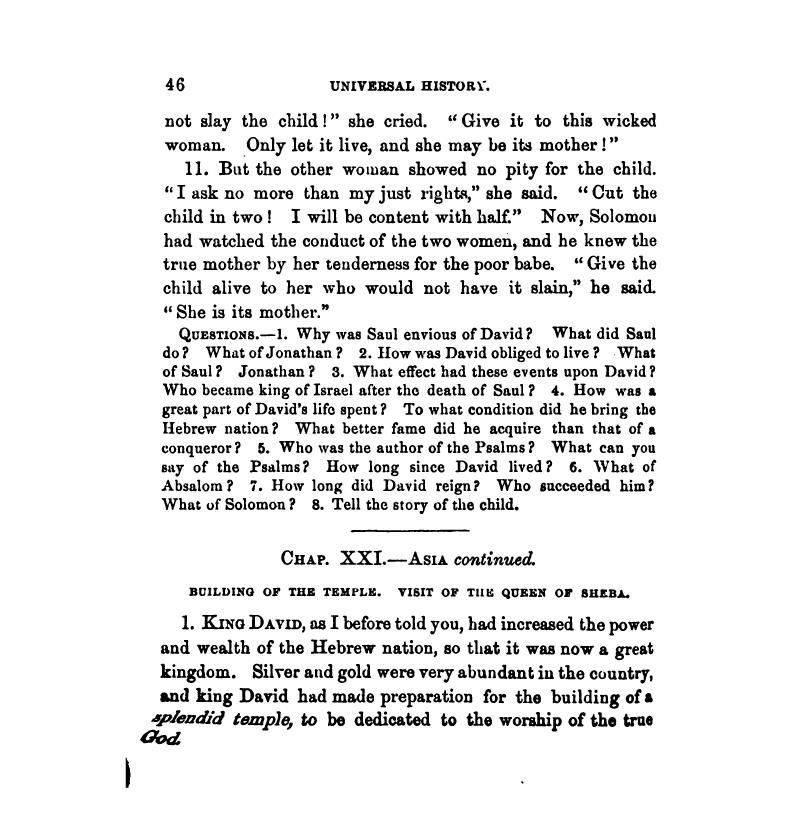 46 UNIVERSAL HISTORY.
not slay the child!” she cried. “Give it to this wicked
woman. Only let it live, and she may be its mother!”
11. But the other woman showed no pity for the child.
“I ask no more than my just rights,” she said. “Cut the
child in two! I will be content with half.” Now, Solomon
had watched the conduct of the two women, and he knew the
true mother by her tenderness for the poor babe. “Give the
child alive to her who would not have it slain,” he said.
“She is its mother.”
QUESTIONS.—1. Why was Saul envious of David? What did Saul
do? What of Jonathan? 2. How was David obliged to live? What
of Saul? Jonathan? 3. What effect had these events upon David?
Who became king of Israel after the death of Saul? 4. How was a
great part of David's life spent? To what condition did he bring the
Hebrew nation? What better fame did he acquire than that of a
conqueror? 5. Who was the author of the Psalms? What can you
say of the Psalms? How long since David lived? 6. What of
Absalom? 7. How long did David reign? Who succeeded him?
What of Solomon? 8. Tell the story of the child.
CHAP. XXI.—ASIA continued.
BUILDING OF THE TEMPLE. VISIT OF THE QUEEN OF SHEBA.
1. KING DAVID, as I before told you, had increased the power
and wealth of the Hebrew nation, so that it was now a great
kingdom. Silver and gold were very abundant in the country,
and king David had made preparation for the building of a
splendid temple, to be dedicated to the worship of the true
God.